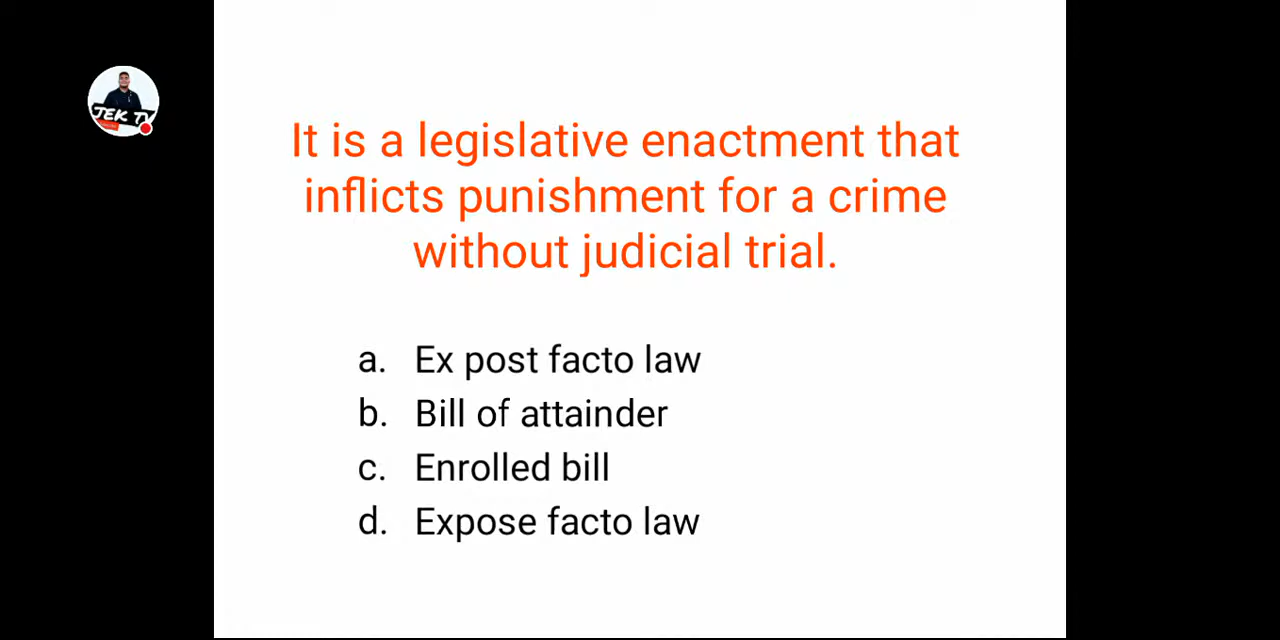 JEK TV
It is a legislative enactment that
inflicts punishment for a crime
without judicial trial.
a. Ex post facto law
b. Bill of attainder
c. Enrolled bill
d. Expose facto law